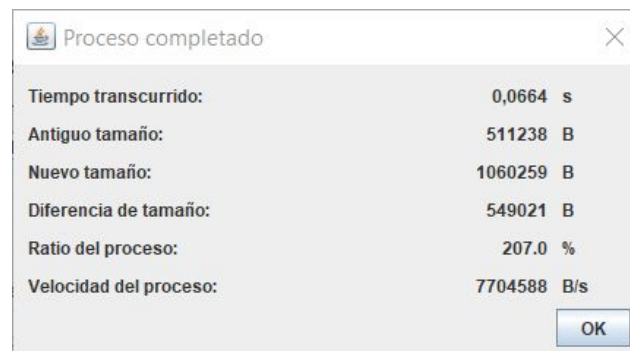 Proceso completado
Tiempo transcurrido: 0,0664 s
Antiguo tamaño: 511238 B
Nuevo tamaño: 1060259 B
Diferencia de tamaño: 549021 B
Ratio del proceso: 207.0 %
Velocidad del proceso: 7704588 B/s
OK